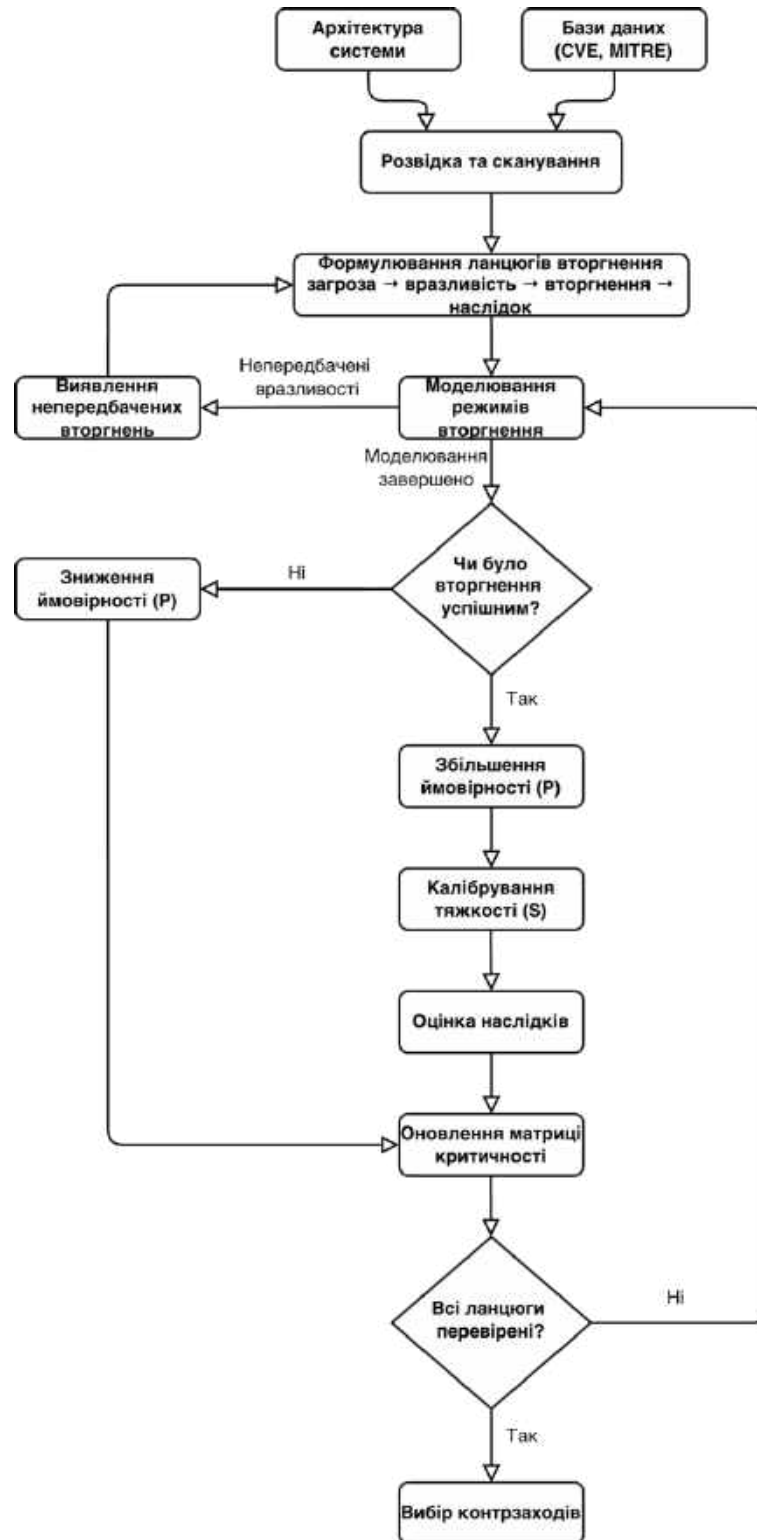 Архітектура
системи
Бази даних
(CVE, MITRE)
Розвідка та сканування
Формулювання ланцюгів вторгнення
загроза → вразливість → вторгнення →
наслідок
Непередбачені
вразливості
Виявлення
непередбачених
вторгнень
Моделювання
режимів
вторгнення
Моделювання
завершено
Чи було
вторгнення
успішним?
Ні
Зниження
ймовірності (P)
Так
Збільшення
ймовірності (P)
Калібрування
тяжкості (S)
Оцінка наслідків
Оновлення матриці
критичності
Всі ланцюги
перевірені?
Ні
Так
Вибір контрзаходів